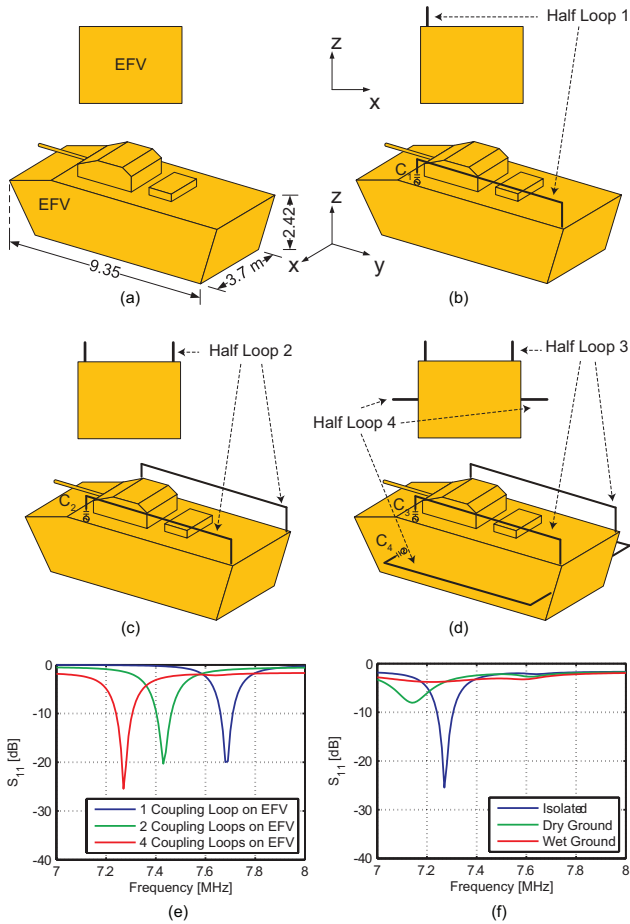 EFV
z
x
Half Loop 1
EFV
9.35
3.7 m
2.42
z
x
y
C1
(a)
(b)
Half Loop 2
Half Loop 3
Half Loop 4
C2
C3
C4
(c)
(d)
0
-10
-20
-30
-40
S11 [dB]
7
7.2
7.4
7.6
7.8
8
Frequency [MHz]
1 Coupling Loop on EFV
2 Coupling Loops on EFV
4 Coupling Loops on EFV
(e)
0
-10
-20
-30
-40
S11 [dB]
7
7.2
7.4
7.6
7.8
8
Frequency [MHz]
Isolated
Dry Ground
Wet Ground
(f)